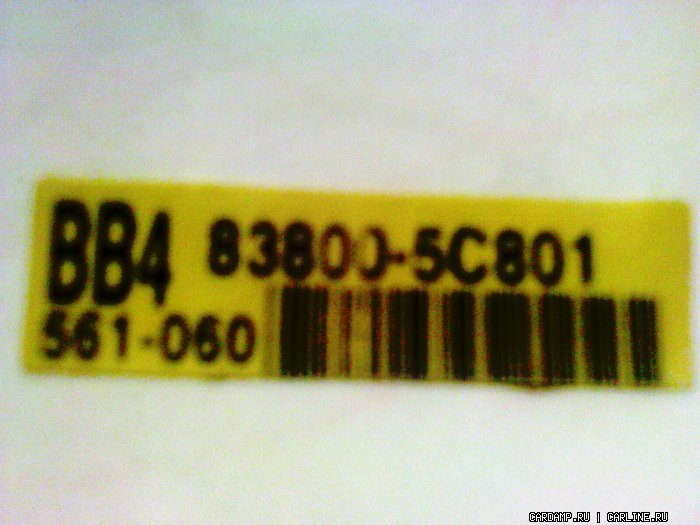 BB4 83800-5C801
561-060
CARDAMP.RU | CARLINE.RU